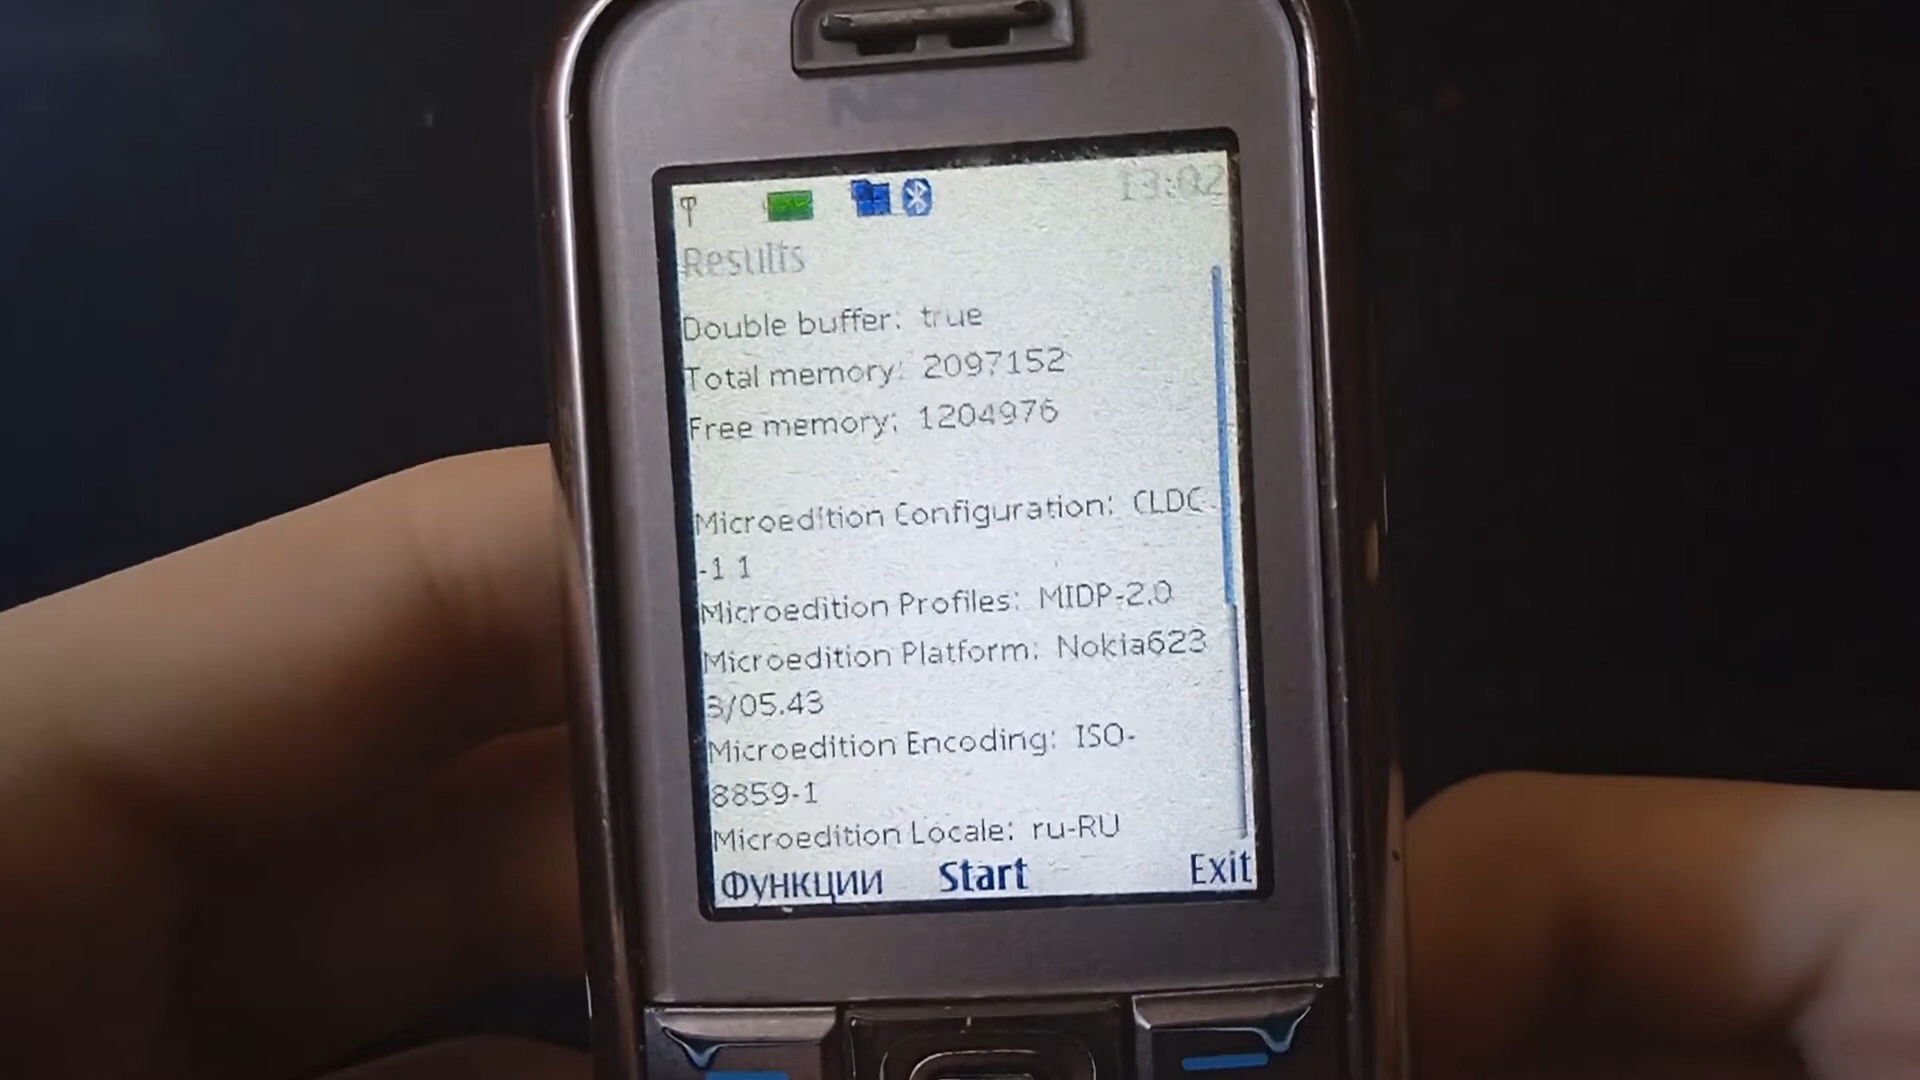 13:02
Results
Double buffer: true
Total memory: 2097152
Free memory: 1204976
Microedition Configuration: CLDC
-1.1
Microedition Profiles: MIDP-2.0
Microedition Platform: Nokia623
3/05.43
Microedition Encoding: ISO-
8859-1
Microedition Locale: ru-RU
Функции Start Exit